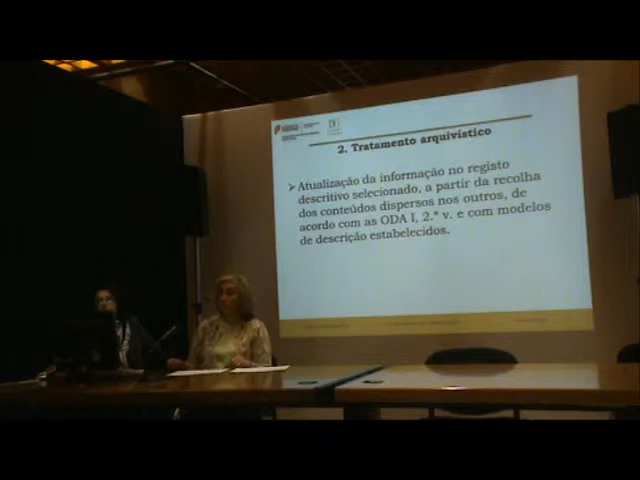 2. Tratamento arquivístico
➢ Atualização da informação no registo
descritivo selecionado, a partir da recolha
dos conteúdos dispersos nos outros, de
acordo com as ODA I, 2.ª v. e com modelos
de descrição estabelecidos.